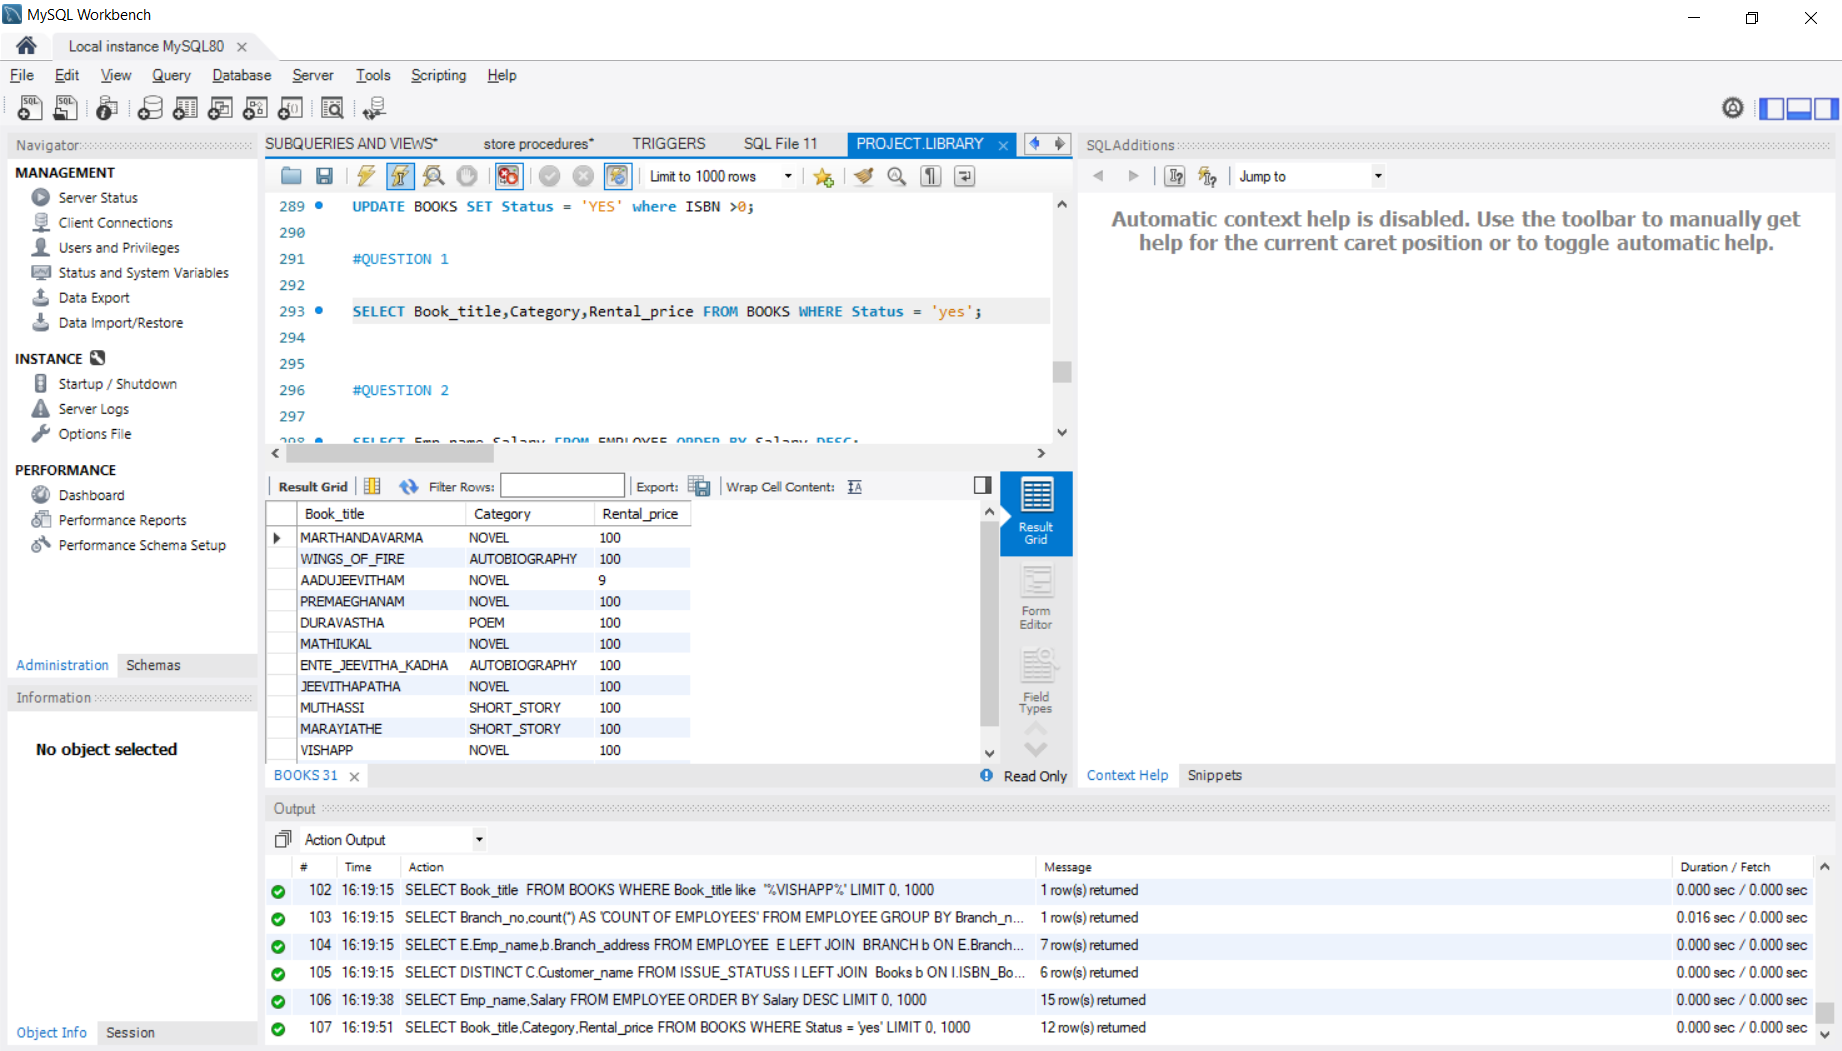 MySQL Workbench
Local instance MySQL80
File Edit View Query Database Server Tools Scripting Help
Navigator
MANAGEMENT
Server Status
Client Connections
Users and Privileges
Status and System Variables
Data Export
Data Import/Restore
INSTANCE
Startup / Shutdown
Server Logs
Options File
PERFORMANCE
Dashboard
Performance Reports
Performance Schema Setup
Administration Schemas
Information
No object selected
Object Info Session
SUBQUERIES AND VIEWS* store procedures* TRIGGERS SQL File 11 PROJECT.LIBRARY
Limit to 1000 rows
289 UPDATE BOOKS SET Status = 'YES' where ISBN >0;
290
291 #QUESTION 1
292
293 SELECT Book_title,Category,Rental_price FROM BOOKS WHERE Status = 'yes';
294
295
296 #QUESTION 2
297
298 SELECT Emp_name,Salary FROM EMPLOYEE ORDER BY Salary DESC;
Result Grid Filter Rows: Export: Wrap Cell Content:
Book_title Category Rental_price
MARTHANDAVARMA NOVEL 100
WINGS_OF_FIRE AUTOBIOGRAPHY 100
AADUJEEVITHAM NOVEL 9
PREMAEGHANAM NOVEL 100
DURAVASTHA POEM 100
MATHIUKAL NOVEL 100
ENTE_JEEVITHA_KADHA AUTOBIOGRAPHY 100
JEEVITHAPATHA NOVEL 100
MUTHASSI SHORT_STORY 100
MARAYIATHE SHORT_STORY 100
VISHAPP NOVEL 100
Result
Grid
Form
Editor
Field
Types
BOOKS 31 Read Only
SQLAdditions
Jump to
Automatic context help is disabled. Use the toolbar to manually get
help for the current caret position or to toggle automatic help.
Context Help Snippets
Output
Action Output
# Time Action Message Duration / Fetch
102 16:19:15 SELECT Book_title FROM BOOKS WHERE Book_title like '%VISHAPP%' LIMIT 0, 1000 1 row(s) returned 0.000 sec / 0.000 sec
103 16:19:15 SELECT Branch_no,count(*) AS 'COUNT OF EMPLOYEES' FROM EMPLOYEE GROUP BY Branch_n... 1 row(s) returned 0.016 sec / 0.000 sec
104 16:19:15 SELECT E.Emp_name,b.Branch_address FROM EMPLOYEE E LEFT JOIN BRANCH b ON E.Branch... 7 row(s) returned 0.000 sec / 0.000 sec
105 16:19:15 SELECT DISTINCT C.Customer_name FROM ISSUE_STATUSS I LEFT JOIN Books b ON I.ISBN_Bo... 6 row(s) returned 0.000 sec / 0.000 sec
106 16:19:38 SELECT Emp_name,Salary FROM EMPLOYEE ORDER BY Salary DESC LIMIT 0, 1000 15 row(s) returned 0.000 sec / 0.000 sec
107 16:19:51 SELECT Book_title,Category,Rental_price FROM BOOKS WHERE Status = 'yes' LIMIT 0, 1000 12 row(s) returned 0.000 sec / 0.000 sec